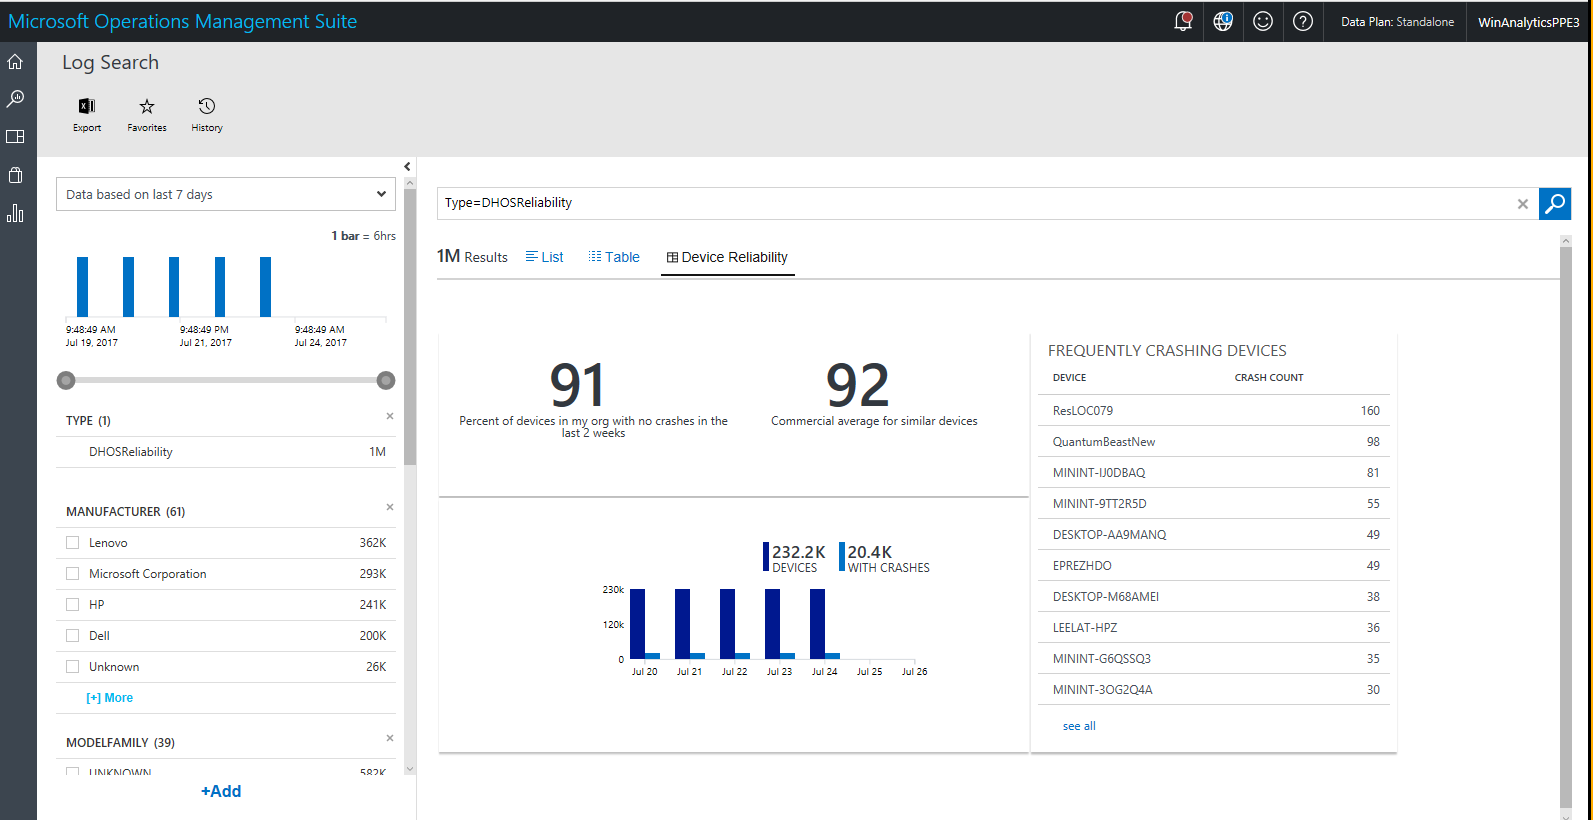 Microsoft Operations Management Suite
Data Plan: Standalone
WinAnalyticsPPE3
Log Search
Export
Favorites
History
Data based on last 7 days
1 bar = 6hrs
9:48:49 AM
Jul 19, 2017
9:48:49 PM
Jul 21, 2017
9:48:49 AM
Jul 24, 2017
TYPE (1)
DHOSReliability 1M
MANUFACTURER (61)
Lenovo 362K
Microsoft Corporation 293K
HP 241K
Dell 200K
Unknown 26K
[+] More
MODELFAMILY (39)
UNKNOWN 582K
+Add
Type=DHOSReliability
1M Results
List
Table
Device Reliability
91
Percent of devices in my org with no crashes in the
last 2 weeks
92
Commercial average for similar devices
232.2K
DEVICES
20.4K
WITH CRASHES
230k
120k
0
Jul 20 Jul 21 Jul 22 Jul 23 Jul 24 Jul 25 Jul 26
FREQUENTLY CRASHING DEVICES
DEVICE CRASH COUNT
ResLOC079 160
QuantumBeastNew 98
MININT-IJ0DBAQ 81
MININT-9TT2R5D 55
DESKTOP-AA9MANQ 49
EPREZHDO 49
DESKTOP-M68AMEI 38
LEELAT-HPZ 36
MININT-G6QSSQ3 35
MININT-3OG2Q4A 30
see all